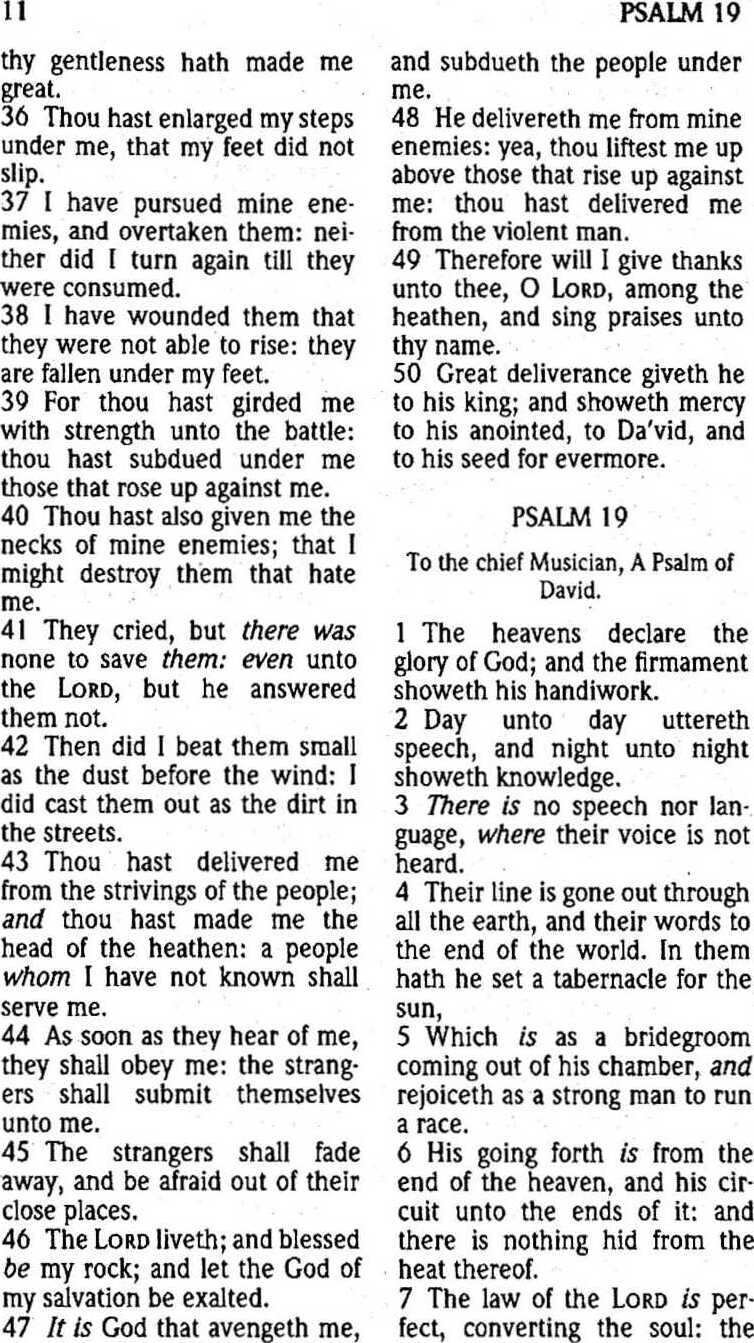 11
PSALM 19
thy gentleness hath made me
great.
36 Thou hast enlarged my steps
under me, that my feet did not
slip.
37 I have pursued mine ene-
mies, and overtaken them: nei-
ther did I turn again till they
were consumed.
38 I have wounded them that
they were not able to rise: they
are fallen under my feet.
39 For thou hast girded me
with strength unto the battle:
thou hast subdued under me
those that rose up against me.
40 Thou hast also given me the
necks of mine enemies; that I
might destroy them that hate
me.
41 They cried, but there was
none to save them: even unto
the LORD, but he answered
them not.
42 Then did I beat them small
as the dust before the wind: I
did cast them out as the dirt in
the streets.
43 Thou hast delivered me
from the strivings of the people;
and thou hast made me the
head of the heathen: a people
whom I have not known shall
serve me.
44 As soon as they hear of me,
they shall obey me: the strang-
ers shall submit themselves
unto me.
45 The strangers shall fade
away, and be afraid out of their
close places.
46 The LORD liveth; and blessed
be my rock; and let the God of
my salvation be exalted.
47 It is God that avengeth me,
and subdueth the people under
me.
48 He delivereth me from mine
enemies: yea, thou liftest me up
above those that rise up against
me: thou hast delivered me
from the violent man.
49 Therefore will I give thanks
unto thee, O LORD, among the
heathen, and sing praises unto
thy name.
50 Great deliverance giveth he
to his king; and showeth mercy
to his anointed, to Da'vid, and
to his seed for evermore.
PSALM 19
To the chief Musician, A Psalm of
David.
1 The heavens declare the
glory of God; and the firmament
showeth his handiwork.
2 Day unto day uttereth
speech, and night unto night
showeth knowledge.
3 There is no speech nor lan-
guage, where their voice is not
heard.
4 Their line is gone out through
all the earth, and their words to
the end of the world. In them
hath he set a tabernacle for the
sun,
5 Which is as a bridegroom
coming out of his chamber, and
rejoiceth as a strong man to run
a race.
6 His going forth is from the
end of the heaven, and his cir-
cuit unto the ends of it: and
there is nothing hid from the
heat thereof.
7 The law of the LORD is per-
fect, converting the soul: the